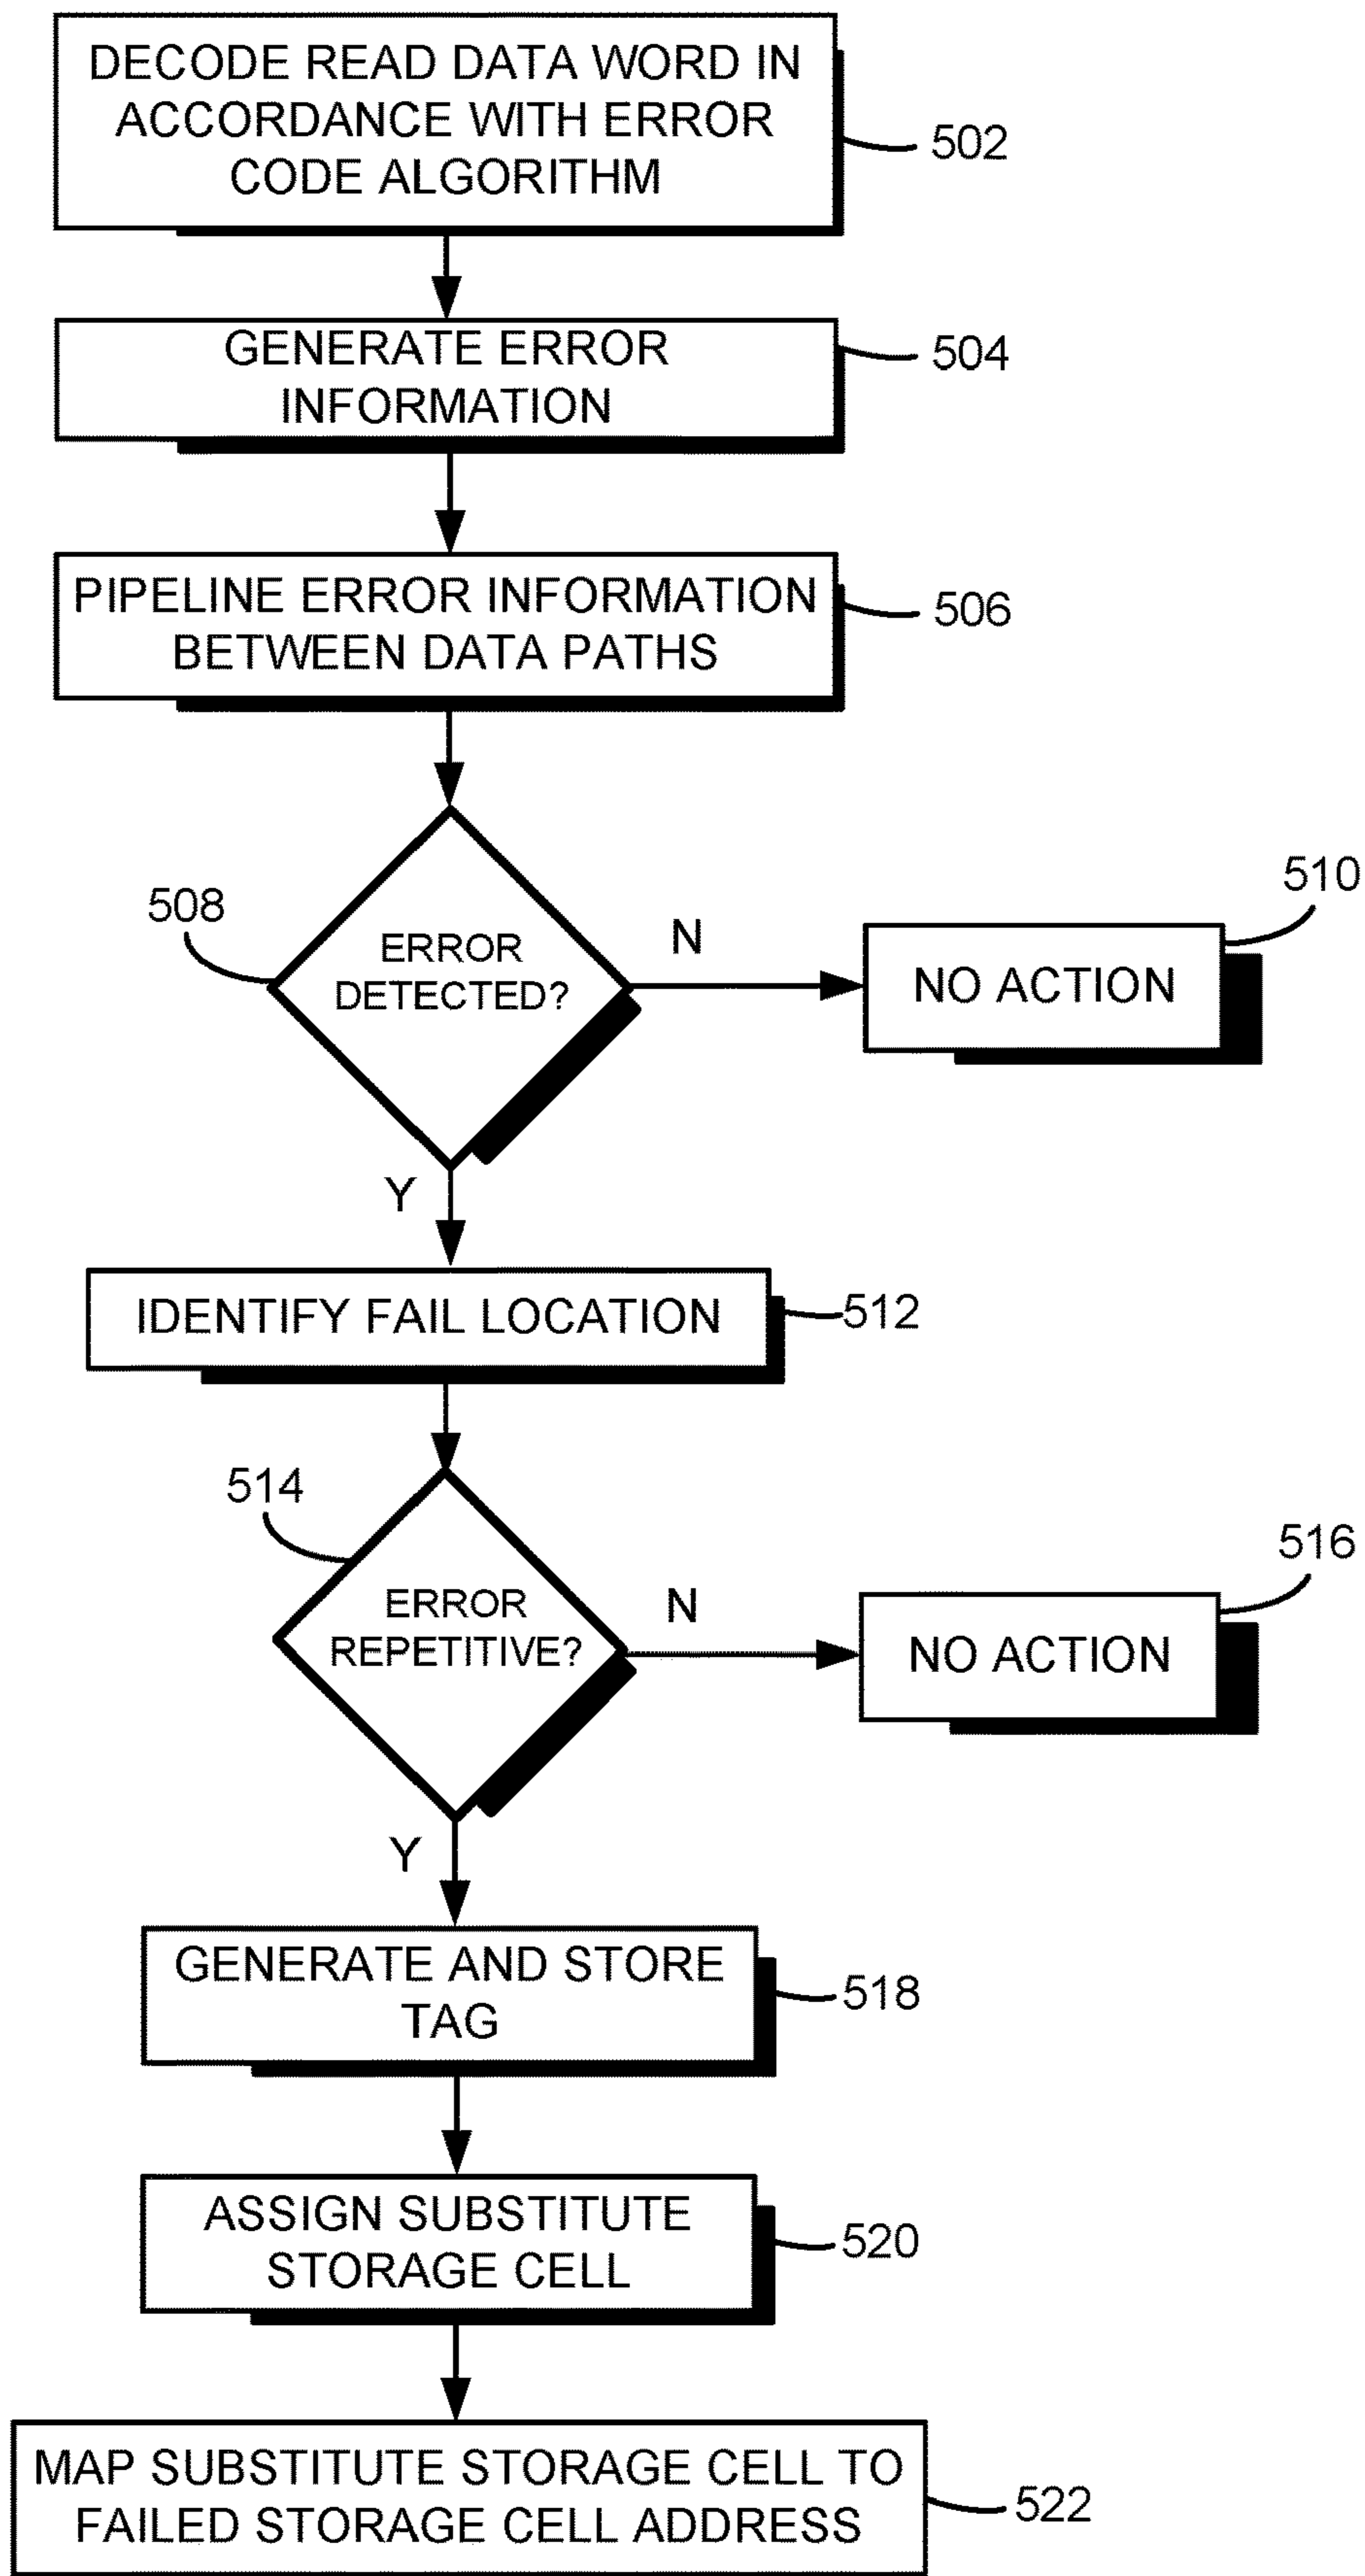 DECODE READ DATA WORD IN
ACCORDANCE WITH ERROR
CODE ALGORITHM
502
GENERATE ERROR
INFORMATION
504
PIPELINE ERROR INFORMATION
BETWEEN DATA PATHS
506
508
ERROR
DETECTED?
N
510
NO ACTION
Y
IDENTIFY FAIL LOCATION
512
514
ERROR
REPETITIVE?
N
516
NO ACTION
Y
GENERATE AND STORE
TAG
518
ASSIGN SUBSTITUTE
STORAGE CELL
520
MAP SUBSTITUTE STORAGE CELL TO
FAILED STORAGE CELL ADDRESS
522